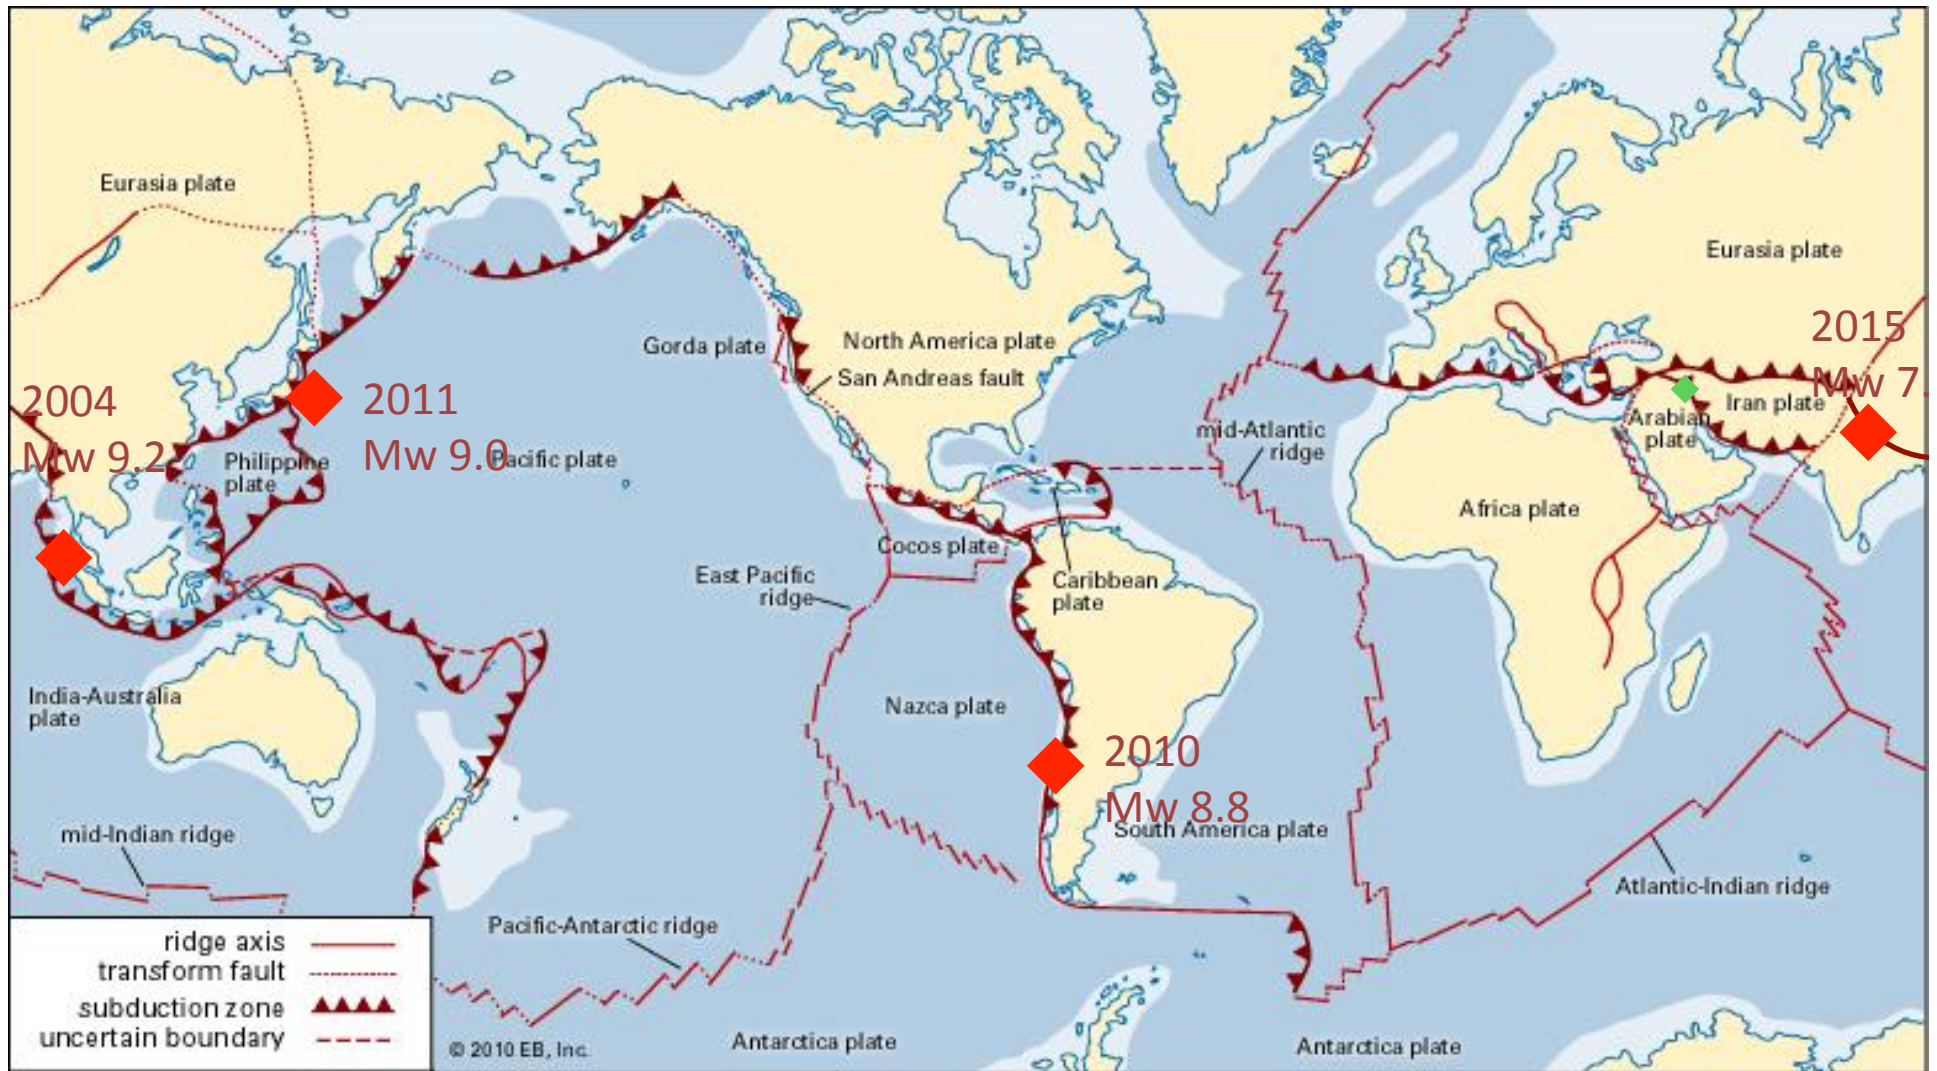 Eurasia plate
Eurasia plate
Gorda plate
North America plate
San Andreas fault
2015
Mw 7
2004
Mw 9.2
2011
Mw 9.0
Philippine
plate
Pacific plate
mid-Atlantic
ridge
Arabian
plate
Iran plate
Africa plate
Cocos plate
East Pacific
ridge
Caribbean
plate
India-Australia
plate
Nazca plate
2010
Mw 8.8
South America plate
mid-Indian ridge
Atlantic-Indian ridge
Pacific-Antarctic ridge
ridge axis
transform fault
subduction zone
uncertain boundary
© 2010 EB, Inc.
Antarctica plate
Antarctica plate